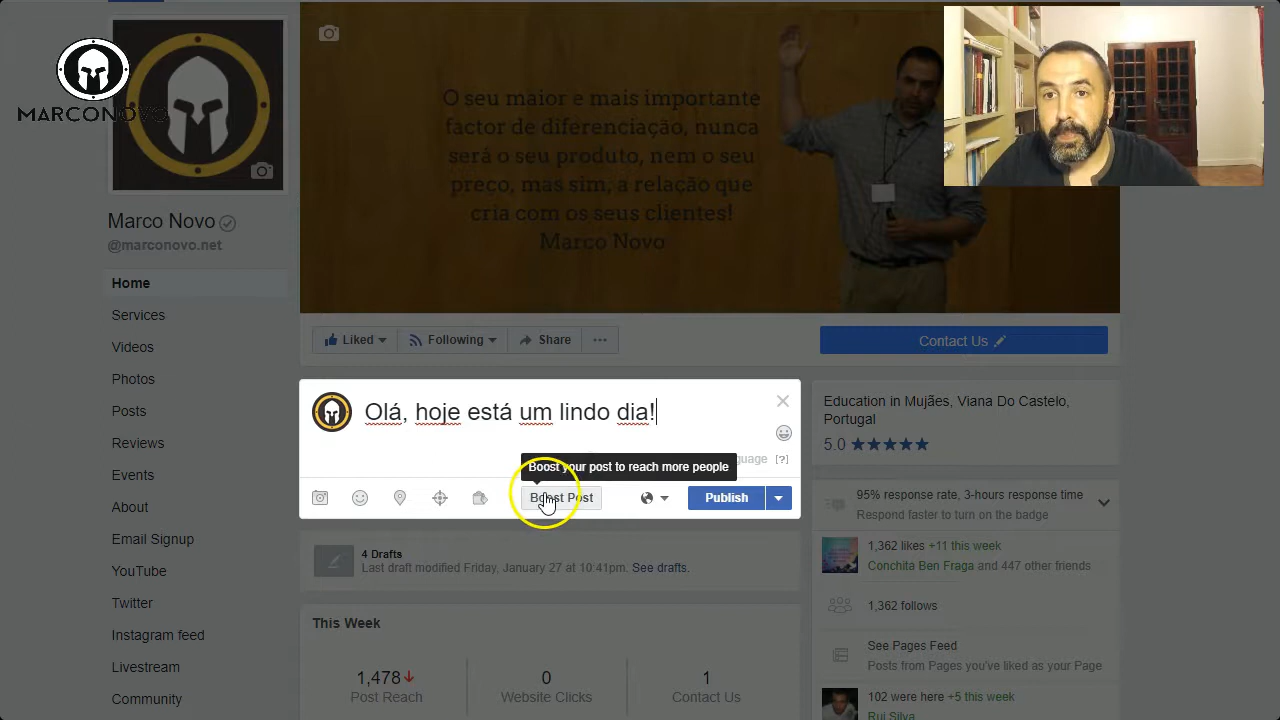 MARCONOVO
O seu maior e mais importante
factor de diferenciação, nunca
será o seu produto, nem o seu
preço, mas sim, a relação que
cria com os seus clientes!
Marco Novo
Marco Novo
@marconovo.net
Home
Services
Videos
Photos
Posts
Reviews
Events
About
Email Signup
YouTube
Twitter
Instagram feed
Livestream
Community
Liked
Following
Share
Contact Us
Olá, hoje está um lindo dia!
Boost your post to reach more people
[?]
Boost Post
Publish
4 Drafts
Last draft modified Friday, January 27 at 10:41pm. See drafts.
This Week
1,478
Post Reach
0
Website Clicks
1
Contact Us
Education in Mujães, Viana Do Castelo,
Portugal
5.0
95% response rate, 3-hours response time
Respond faster to turn on the badge
1,362 likes +11 this week
Conchita Ben Fraga and 447 other friends
1,362 follows
See Pages Feed
Posts from Pages you've liked as your Page
102 were here +5 this week
Rui Silva